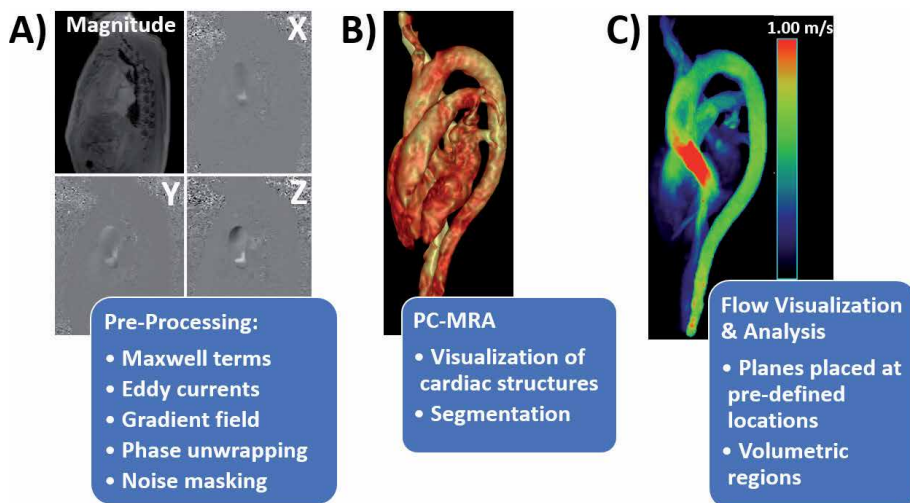 A)
Magnitude
X
Y
Z
Pre-Processing:
• Maxwell terms
• Eddy currents
• Gradient field
• Phase unwrapping
• Noise masking
B)
PC-MRA
• Visualization of
cardiac structures
• Segmentation
C)
1.00 m/s
Flow Visualization
& Analysis
• Planes placed at
pre-defined
locations
• Volumetric
regions